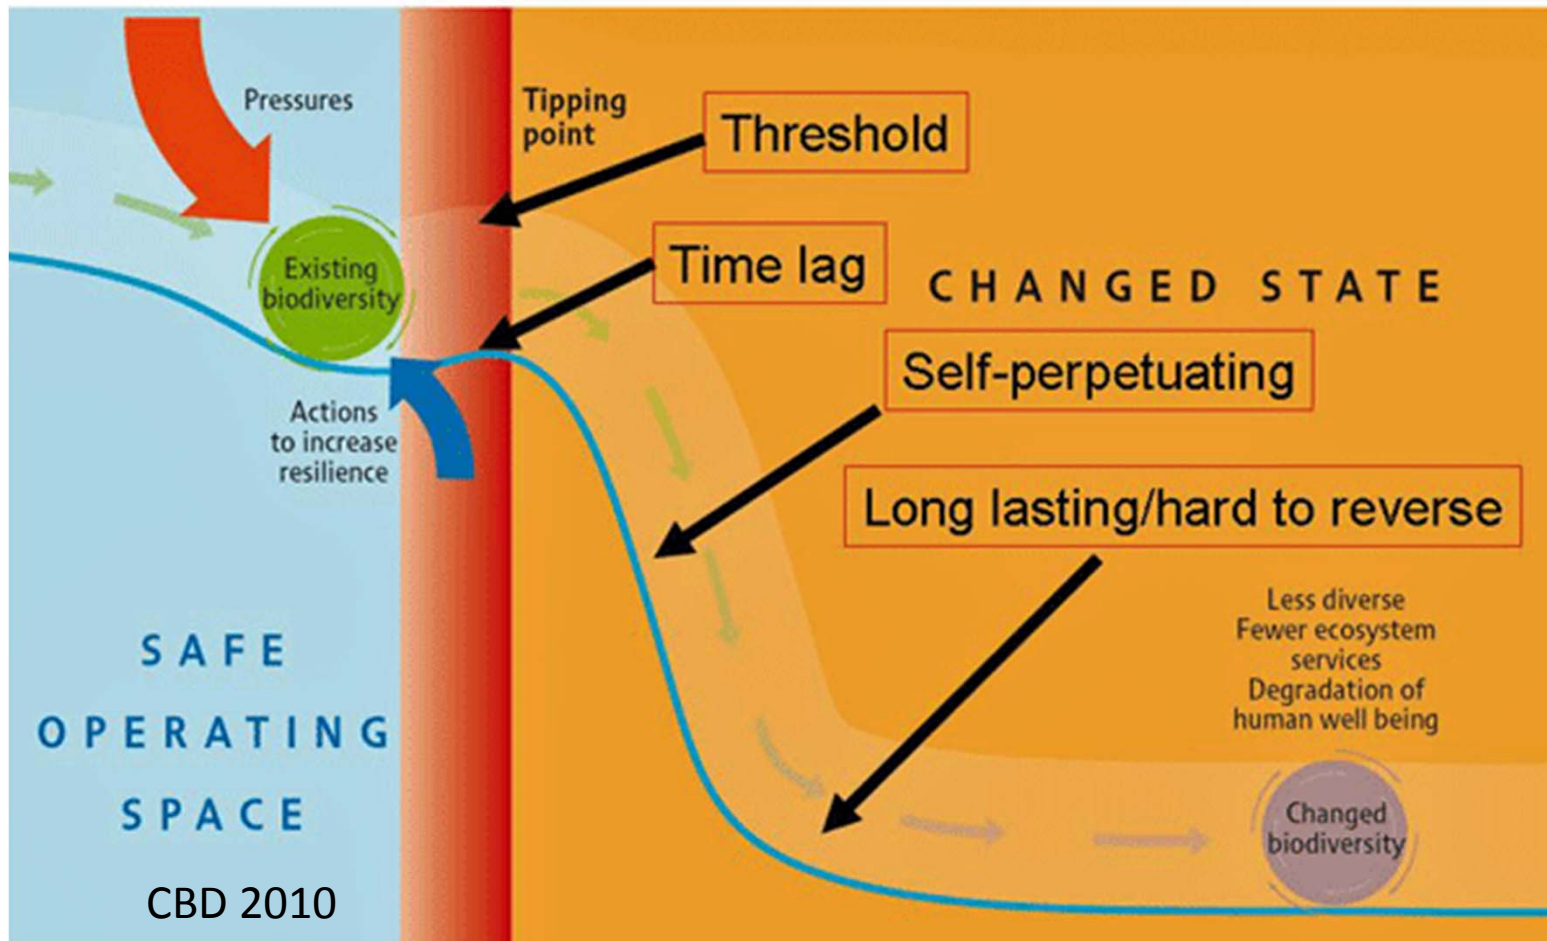 Pressures
Tipping
point
Threshold
Existing
biodiversity
Time lag
CHANGED STATE
Self-perpetuating
Actions
to increase
resilience
Long lasting/hard to reverse
Less diverse
Fewer ecosystem
services
Degradation of
human well being
SAFE
OPERATING
SPACE
Changed
biodiversity
CBD 2010